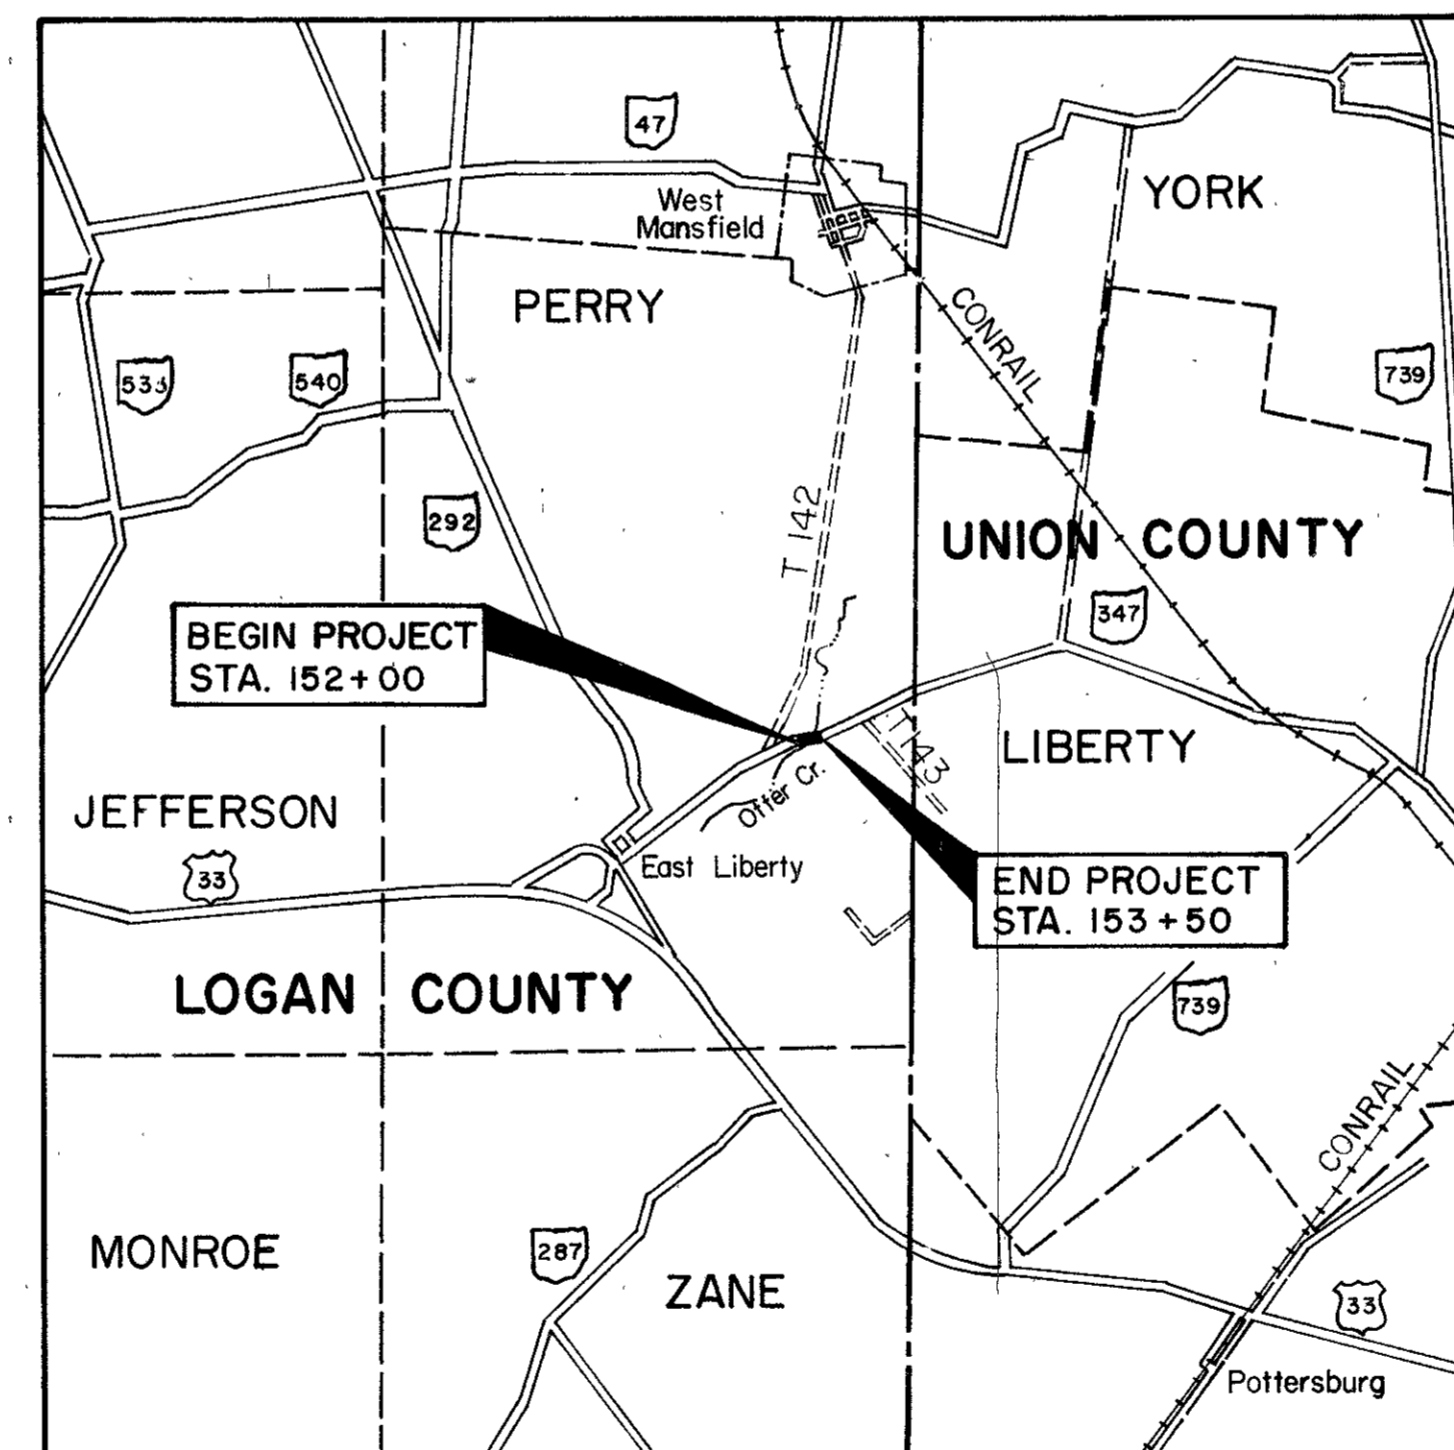 47
West
Mansfield
YORK
PERRY
CONRAIL
533
540
739
292
T 142
UNION COUNTY
347
BEGIN PROJECT
STA. 152+00
LIBERTY
T 143
JEFFERSON
Otter Cr.
33
East Liberty
END PROJECT
STA. 153+50
LOGAN COUNTY
739
CONRAIL
MONROE
287
ZANE
33
Pottersburg